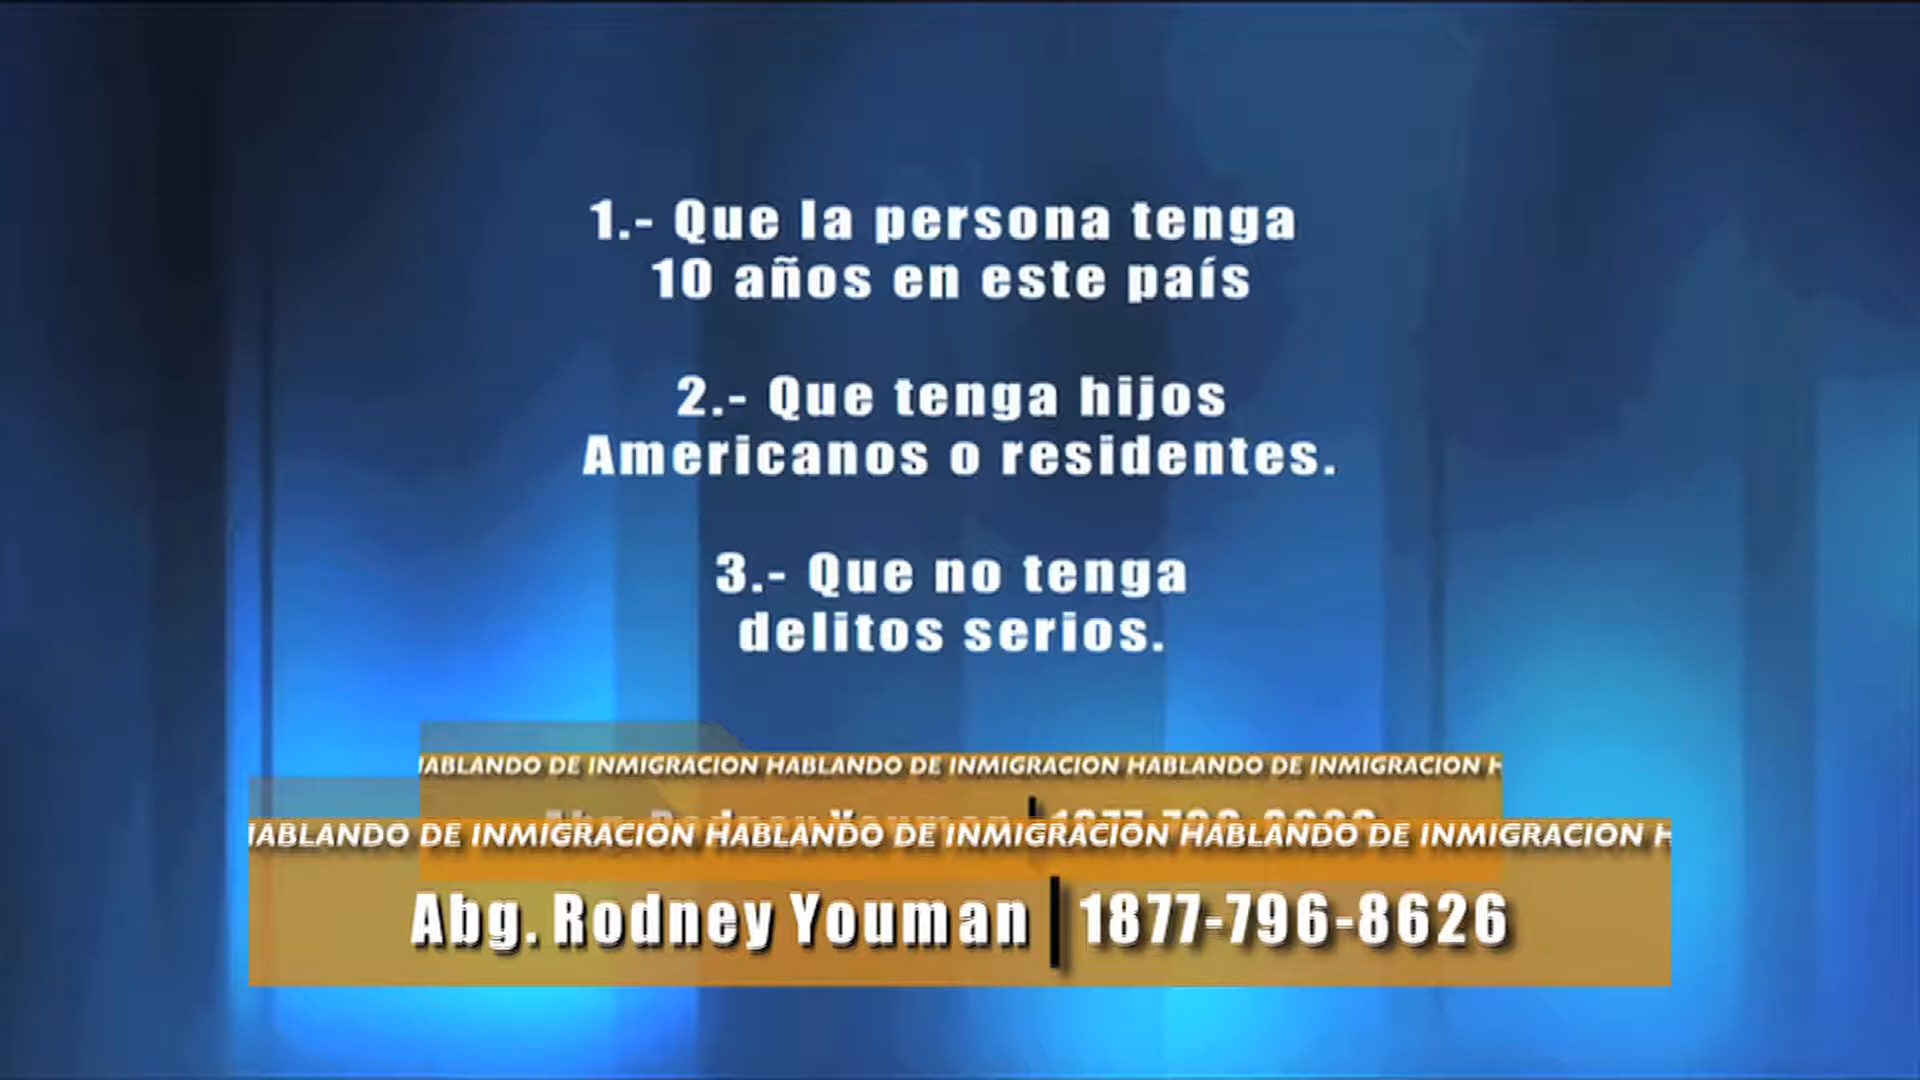 1.- Que la persona tenga
10 años en este país
2.- Que tenga hijos
Americanos o residentes.
3.- Que no tenga
delitos serios.
HABLANDO DE INMIGRACION HABLANDO DE INMIGRACION HABLANDO DE INMIGRACION H
HABLANDO DE INMIGRACION HABLANDO DE INMIGRACION HABLANDO DE INMIGRACION H
Abg. Rodney Youman | 1877-796-8626